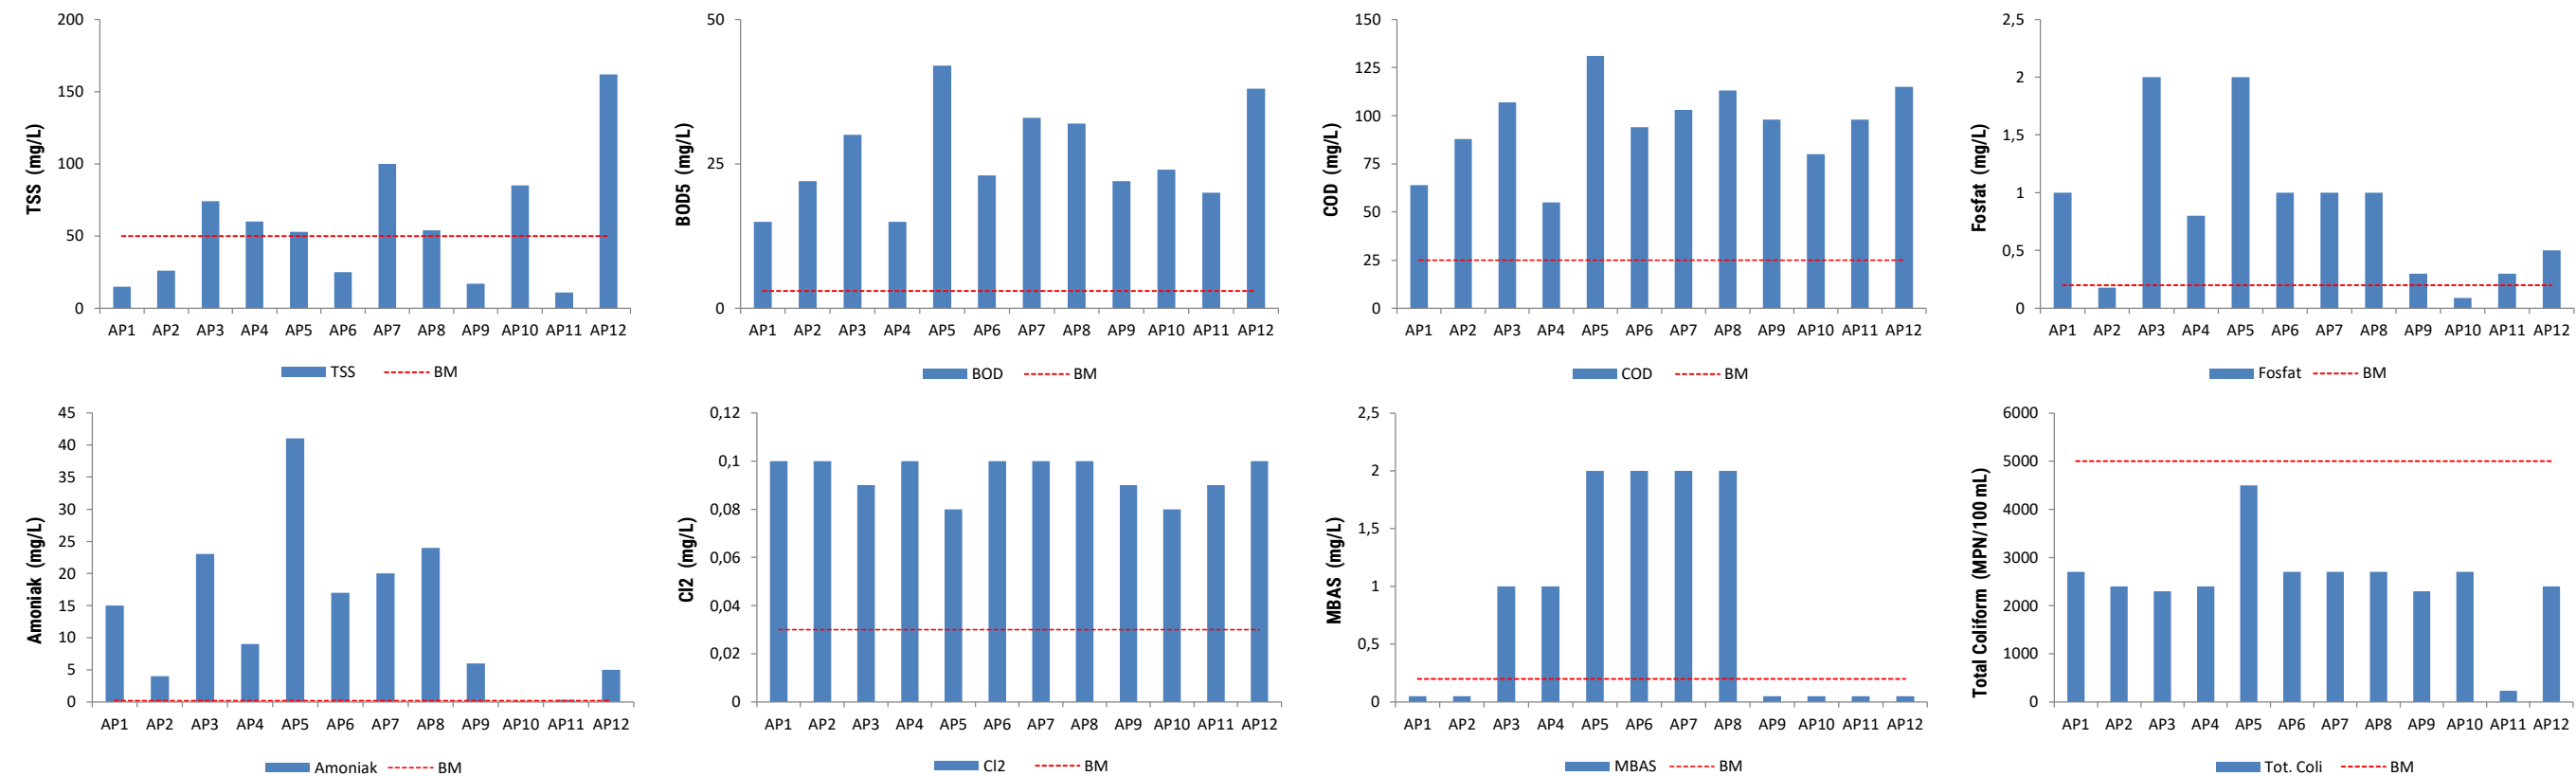 TSS (mg/L)
200
150
100
50
0
AP1 AP2 AP3 AP4 AP5 AP6 AP7 AP8 AP9 AP10 AP11 AP12
TSS BM
BOD5 (mg/L)
50
25
0
AP1 AP2 AP3 AP4 AP5 AP6 AP7 AP8 AP9 AP10 AP11 AP12
BOD BM
COD (mg/L)
150
125
100
75
50
25
0
AP1 AP2 AP3 AP4 AP5 AP6 AP7 AP8 AP9 AP10 AP11 AP12
COD BM
Fosfat (mg/L)
2,5
2
1,5
1
0,5
0
AP1 AP2 AP3 AP4 AP5 AP6 AP7 AP8 AP9 AP10 AP11 AP12
Fosfat BM
Amoniak (mg/L)
45
40
35
30
25
20
15
10
5
0
AP1 AP2 AP3 AP4 AP5 AP6 AP7 AP8 AP9 AP10 AP11 AP12
Amoniak BM
Cl2 (mg/L)
0,12
0,1
0,08
0,06
0,04
0,02
0
AP1 AP2 AP3 AP4 AP5 AP6 AP7 AP8 AP9 AP10 AP11 AP12
Cl2 BM
MBAS (mg/L)
2,5
2
1,5
1
0,5
0
AP1 AP2 AP3 AP4 AP5 AP6 AP7 AP8 AP9 AP10 AP11 AP12
MBAS BM
Total Coliform (MPN/100 mL)
6000
5000
4000
3000
2000
1000
0
AP1 AP2 AP3 AP4 AP5 AP6 AP7 AP8 AP9 AP10 AP11 AP12
Tot. Coli BM